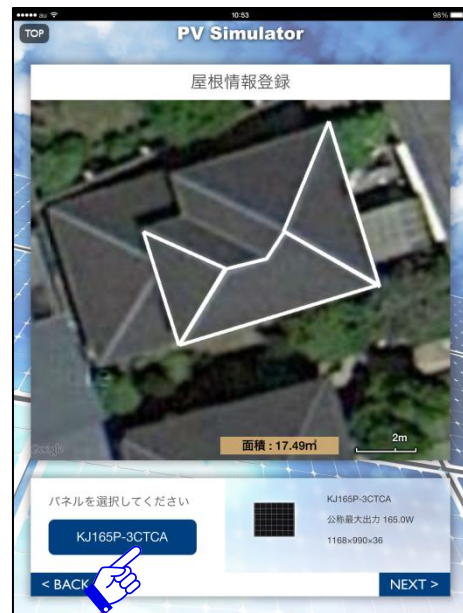 au
10:53
98%
TOP
PV Simulator
屋根情報登録
Google
面積 : 17.49㎡
2m
パネルを選択してください
KJ165P-3CTCA
KJ165P-3CTCA
公称最大出力 165.0W
1168×990×36
< BACK
NEXT >